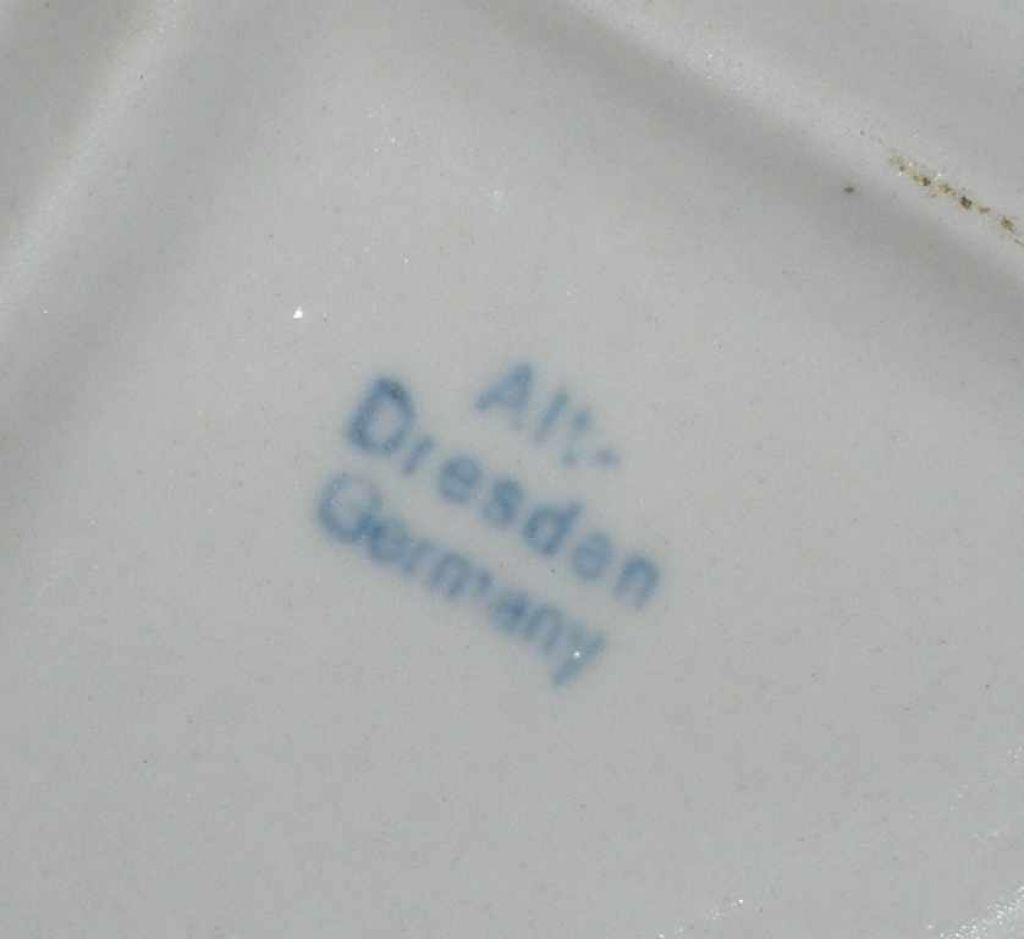 Alt-
Dresden
Germany